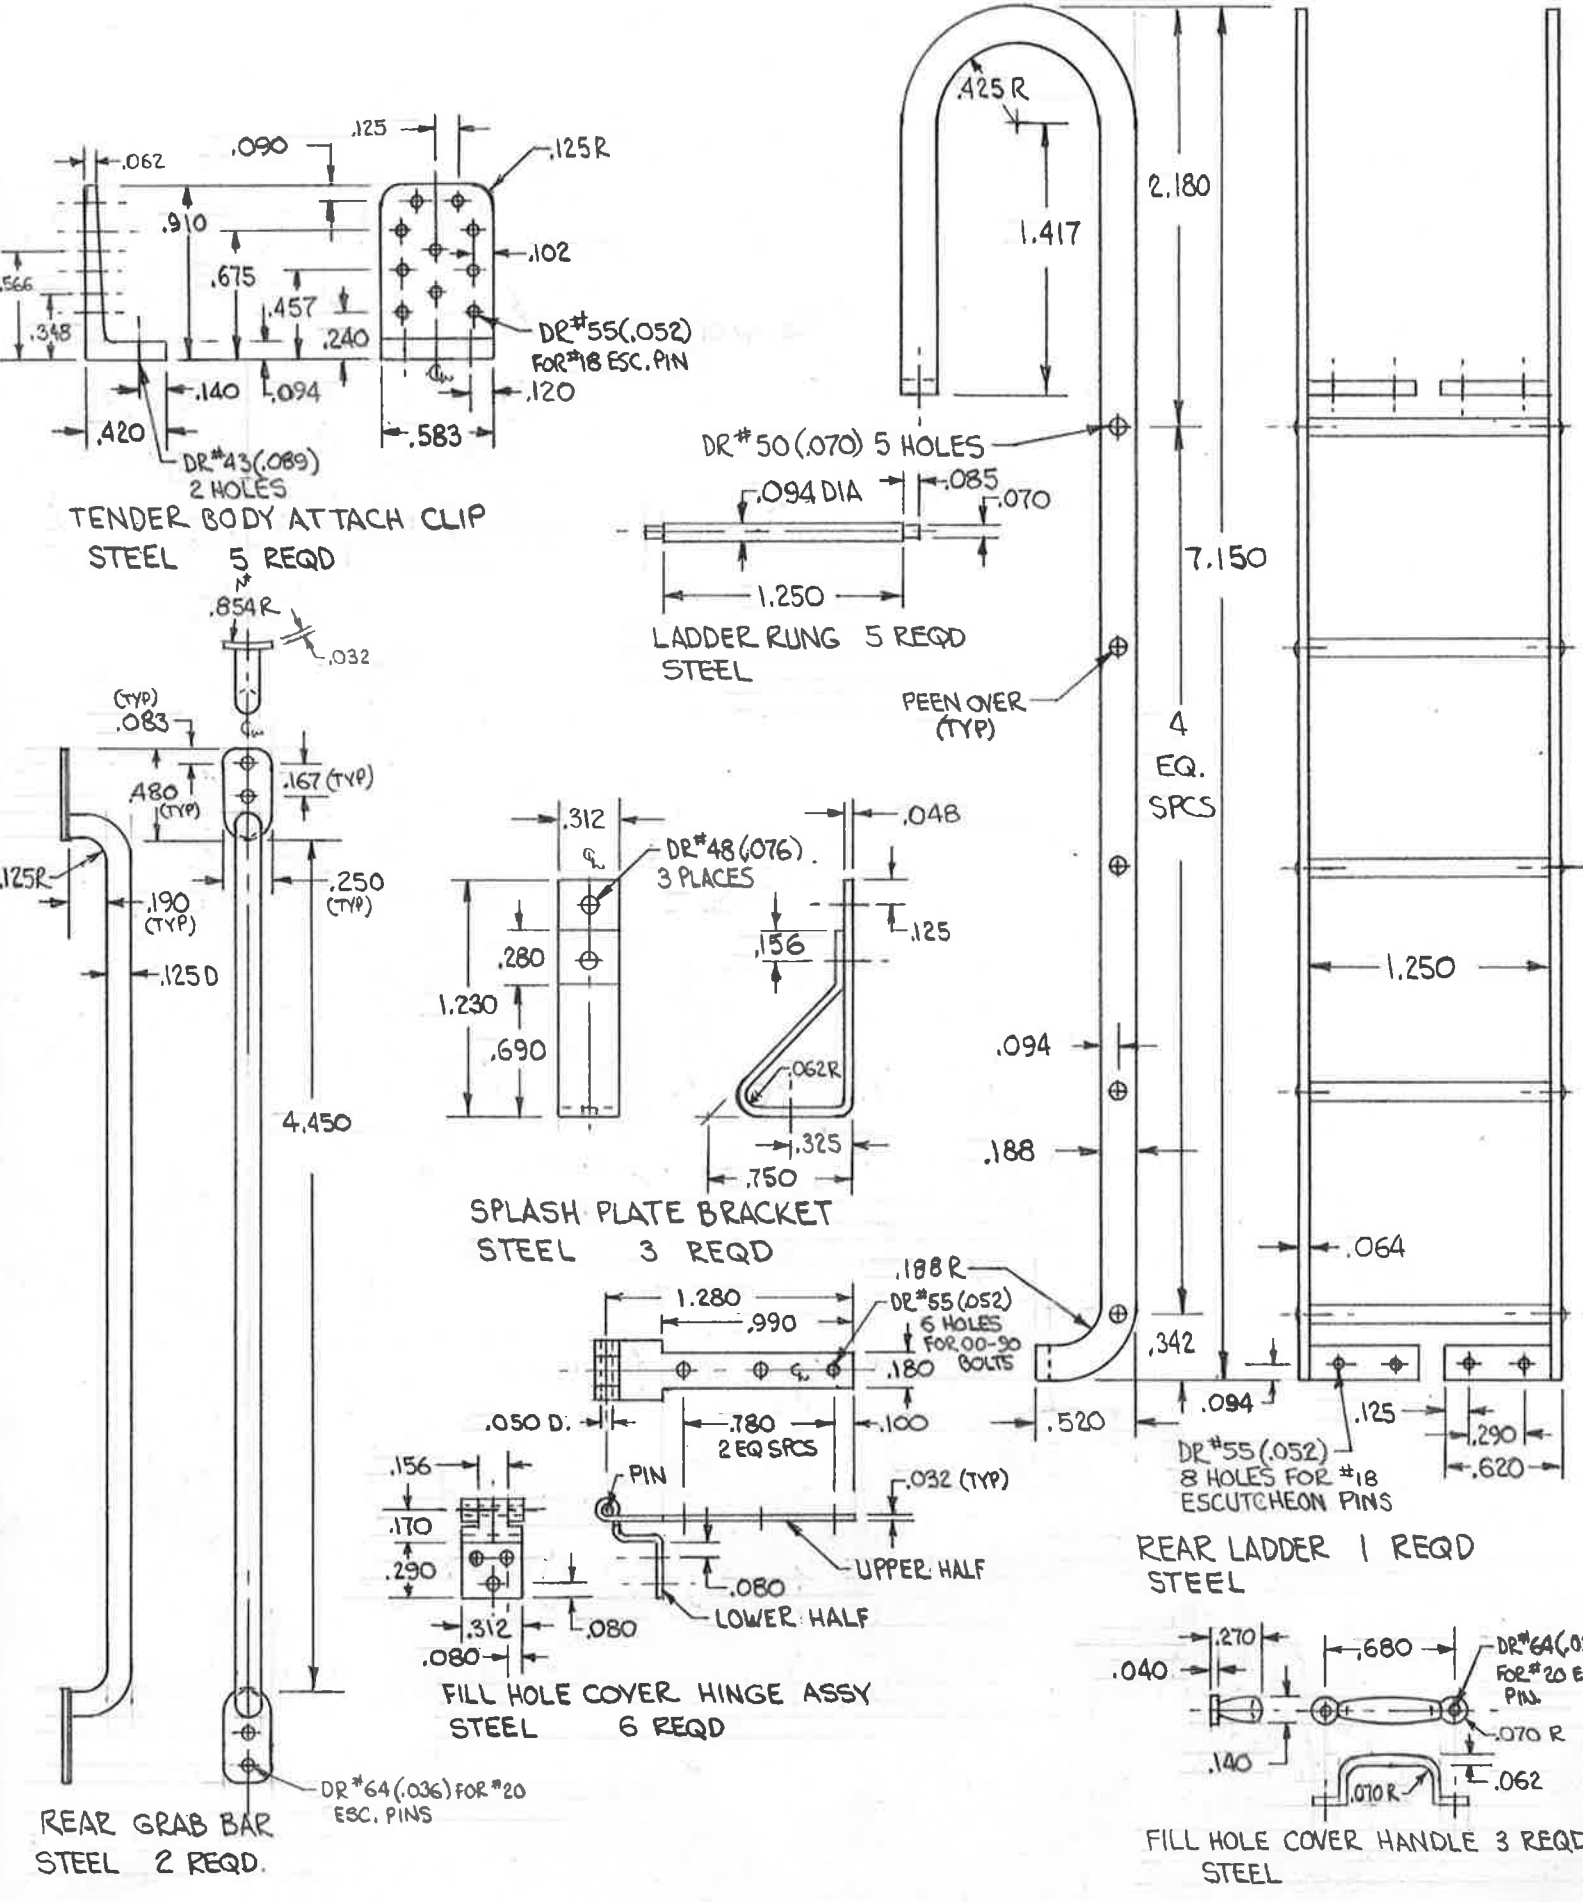 .062
.090
.125
.125R
.910
.675
.457
.240
.566
.348
.102
DR#55(.052)
FOR #18 ESC. PIN
.120
.140
.094
.420
.583
DR#43(.089)
2 HOLES
TENDER BODY ATTACH CLIP
STEEL 5 REQD
.425R
1.417
2.180
7.150
DR#50(.070) 5 HOLES
.094 DIA
.085
.070
1.250
LADDER RUNG 5 REQD
STEEL
PEEN OVER
(TYP)
4
EQ.
SPCS
1.250
.094
.188
.064
.188R
.342
.094
.520
.125
.290
.620
DR#55(.052)
8 HOLES FOR #18
ESCUTCHEON PINS
REAR LADDER 1 REQD
STEEL
.854R
.032
(TYP)
.083
.480
(TYP)
.167 (TYP)
.125R
.190
(TYP)
.250
(TYP)
.125D
4.450
DR#64(.036) FOR #20
ESC. PINS
REAR GRAB BAR
STEEL 2 REQD.
.312
DR#48(.076)
3 PLACES
.048
.125
.156
.280
1.230
.690
.062R
.325
.750
SPLASH PLATE BRACKET
STEEL 3 REQD
1.280
.990
DR#55(.052)
6 HOLES
FOR 00-90
BOLTS
.180
.050 D.
.780
2 EQ SPCS
.100
.156
PIN
.032 (TYP)
.170
.290
UPPER HALF
.080
LOWER HALF
.312
.080
.080
FILL HOLE COVER HINGE ASSY
STEEL 6 REQD
.270
.680
.040
DR#64(.03
FOR #20 E
PIN.
.070 R
.140
.070R
.062
FILL HOLE COVER HANDLE 3 REQD
STEEL